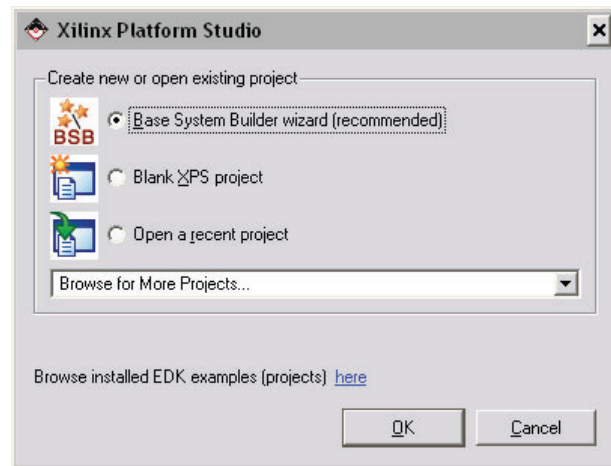 Xilinx Platform Studio
Create new or open existing project
BSB
Base System Builder wizard (recommended)
Blank XPS project
Open a recent project
Browse for More Projects...
Browse installed EDK examples (projects) here
OK Cancel